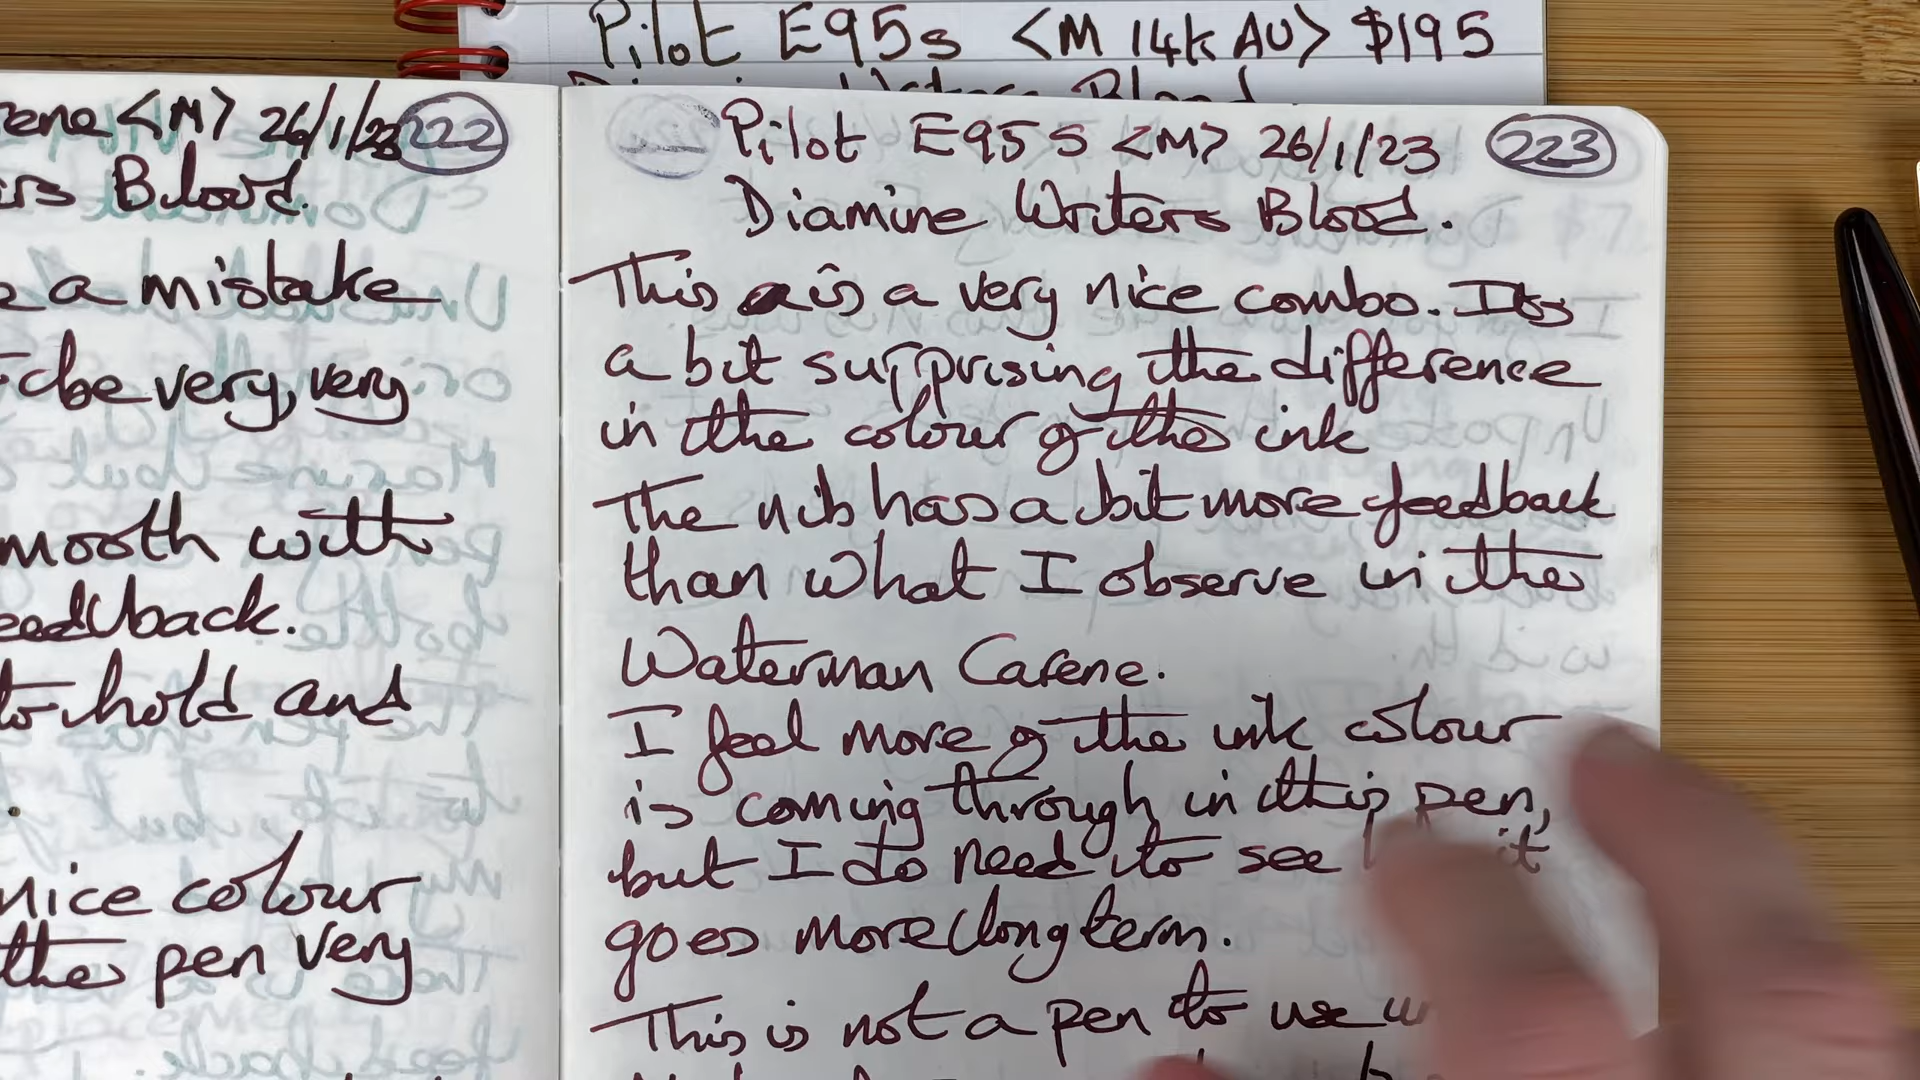 Pilot E95s <M 14k AU> $195
rene <M> 26/1/23 222
rs Blood.
a mistake
be very, very
mooth with
eedback.
to hold and
nice colour
the pen very
Pilot E95s <M> 26/1/23 223
Diamine Writers Blood.
This is a very nice combo. Its
a bit surprising the difference
in the colour of the ink
The nib has a bit more feedback
than what I observe in the
Waterman Carene.
I feel more of the ink colour
is coming through in this pen,
but I do need to see it
goes more long term.
This is not a pen to use